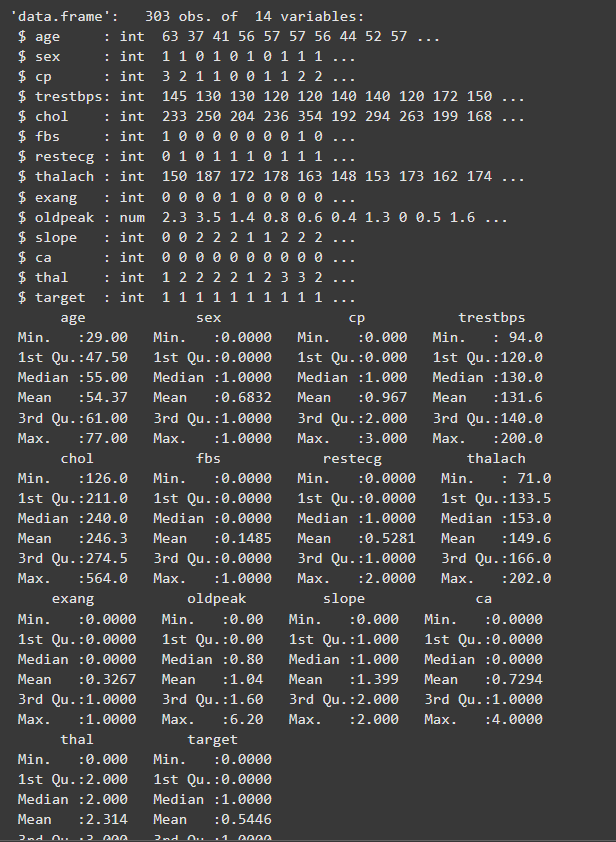 'data.frame':   303 obs. of  14 variables:
 $ age     : int  63 37 41 56 57 57 56 44 52 57 ...
 $ sex     : int  1 1 0 1 0 1 0 1 1 1 ...
 $ cp      : int  3 2 1 1 0 0 1 1 2 2 ...
 $ trestbps: int  145 130 130 120 120 140 140 120 172 150 ...
 $ chol    : int  233 250 204 236 354 192 294 263 199 168 ...
 $ fbs     : int  1 0 0 0 0 0 0 0 1 0 ...
 $ restecg : int  0 1 0 1 1 1 0 1 1 1 ...
 $ thalach : int  150 187 172 178 163 148 153 173 162 174 ...
 $ exang   : int  0 0 0 0 1 0 0 0 0 0 ...
 $ oldpeak : num  2.3 3.5 1.4 0.8 0.6 0.4 1.3 0 0.5 1.6 ...
 $ slope   : int  0 0 2 2 2 1 1 2 2 2 ...
 $ ca      : int  0 0 0 0 0 0 0 0 0 0 ...
 $ thal    : int  1 2 2 2 2 1 2 3 3 2 ...
 $ target  : int  1 1 1 1 1 1 1 1 1 1 ...
      age             sex               cp           trestbps
 Min.   :29.00   Min.   :0.0000   Min.   :0.000   Min.   : 94.0
 1st Qu.:47.50   1st Qu.:0.0000   1st Qu.:0.000   1st Qu.:120.0
 Median :55.00   Median :1.0000   Median :1.000   Median :130.0
 Mean   :54.37   Mean   :0.6832   Mean   :0.967   Mean   :131.6
 3rd Qu.:61.00   3rd Qu.:1.0000   3rd Qu.:2.000   3rd Qu.:140.0
 Max.   :77.00   Max.   :1.0000   Max.   :3.000   Max.   :200.0
      chol            fbs            restecg          thalach
 Min.   :126.0   Min.   :0.0000   Min.   :0.0000   Min.   : 71.0
 1st Qu.:211.0   1st Qu.:0.0000   1st Qu.:0.0000   1st Qu.:133.5
 Median :240.0   Median :0.0000   Median :1.0000   Median :153.0
 Mean   :246.3   Mean   :0.1485   Mean   :0.5281   Mean   :149.6
 3rd Qu.:274.5   3rd Qu.:0.0000   3rd Qu.:1.0000   3rd Qu.:166.0
 Max.   :564.0   Max.   :1.0000   Max.   :2.0000   Max.   :202.0
     exang           oldpeak         slope             ca
 Min.   :0.0000   Min.   :0.00   Min.   :0.000   Min.   :0.0000
 1st Qu.:0.0000   1st Qu.:0.00   1st Qu.:1.000   1st Qu.:0.0000
 Median :0.0000   Median :0.80   Median :1.000   Median :0.0000
 Mean   :0.3267   Mean   :1.04   Mean   :1.399   Mean   :0.7294
 3rd Qu.:1.0000   3rd Qu.:1.60   3rd Qu.:2.000   3rd Qu.:1.0000
 Max.   :1.0000   Max.   :6.20   Max.   :2.000   Max.   :4.0000
      thal           target
 Min.   :0.000   Min.   :0.0000
 1st Qu.:2.000   1st Qu.:0.0000
 Median :2.000   Median :1.0000
 Mean   :2.314   Mean   :0.5446
 3rd Qu.:3.000   3rd Qu.:1.0000